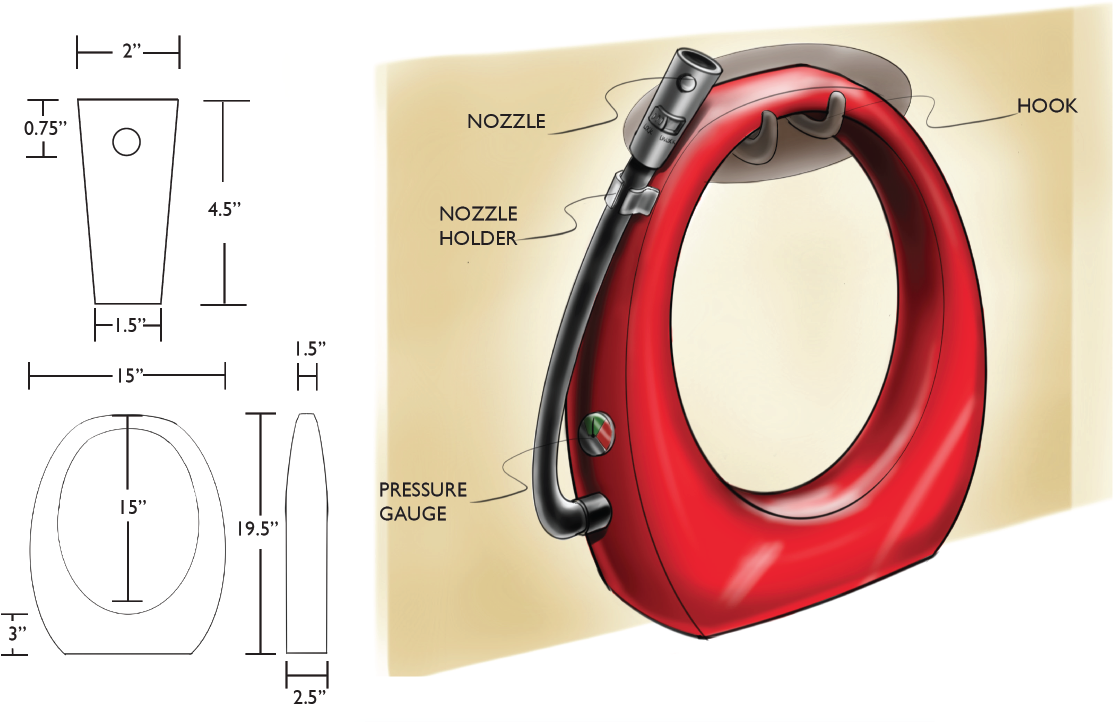 2”
0.75”
4.5”
1.5”
15”
15”
3”
19.5”
1.5”
2.5”
NOZZLE
HOOK
NOZZLE
HOLDER
PRESSURE
GAUGE